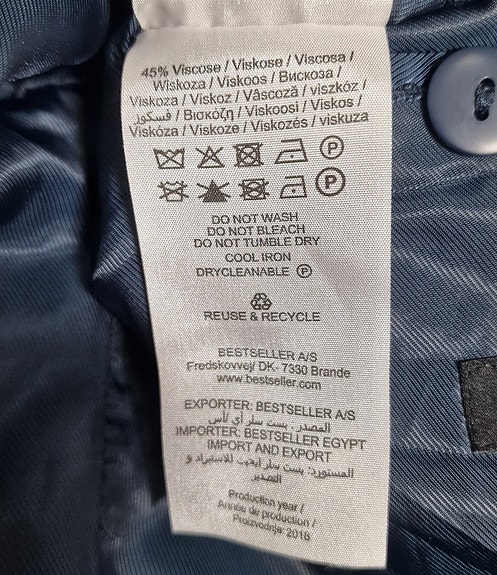 45% Viscose / Viskose / Viscosa /
Wiskoza / Viskoos / Вискоза /
Viskoza / Viskoz / Vâscoză / viszkóz /
فسكوز / Βισκόζη / Viskoosi / Viskos /
Viskóza / Viskoze / Viskozės / viskuza
P
P
DO NOT WASH
DO NOT BLEACH
DO NOT TUMBLE DRY
COOL IRON
DRYCLEANABLE P
REUSE & RECYCLE
BESTSELLER A/S
Fredskovvej/ DK- 7330 Brande
www.bestseller.com
EXPORTER: BESTSELLER A/S
المصدر: بست سلر أي/أس
IMPORTER: BESTSELLER EGYPT
IMPORT AND EXPORT
المستورد: بست سلر ايجبت للاستيراد و
التصدير
Production year /
Année de production /
Proizvodnja: 2018